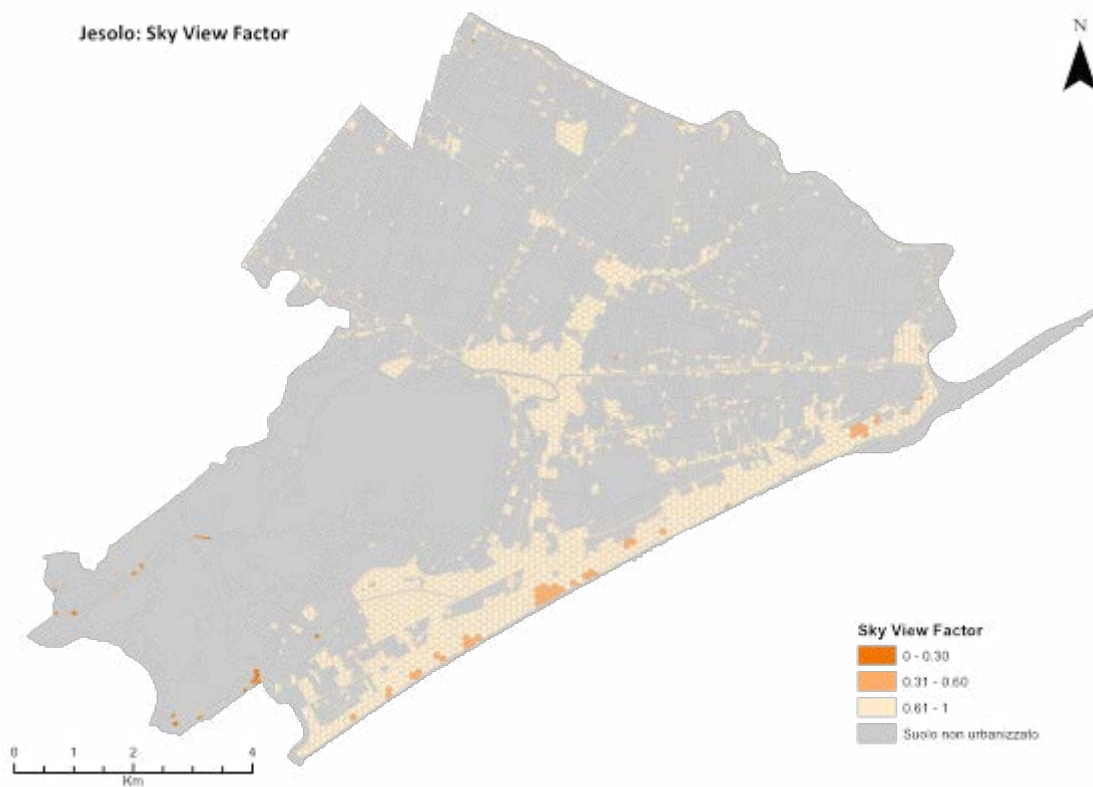 Jesolo: Sky View Factor
N
Sky View Factor
0 - 0.30
0.31 - 0.60
0.61 - 1
Suolo non urbanizzato
0 1 2 4
Km